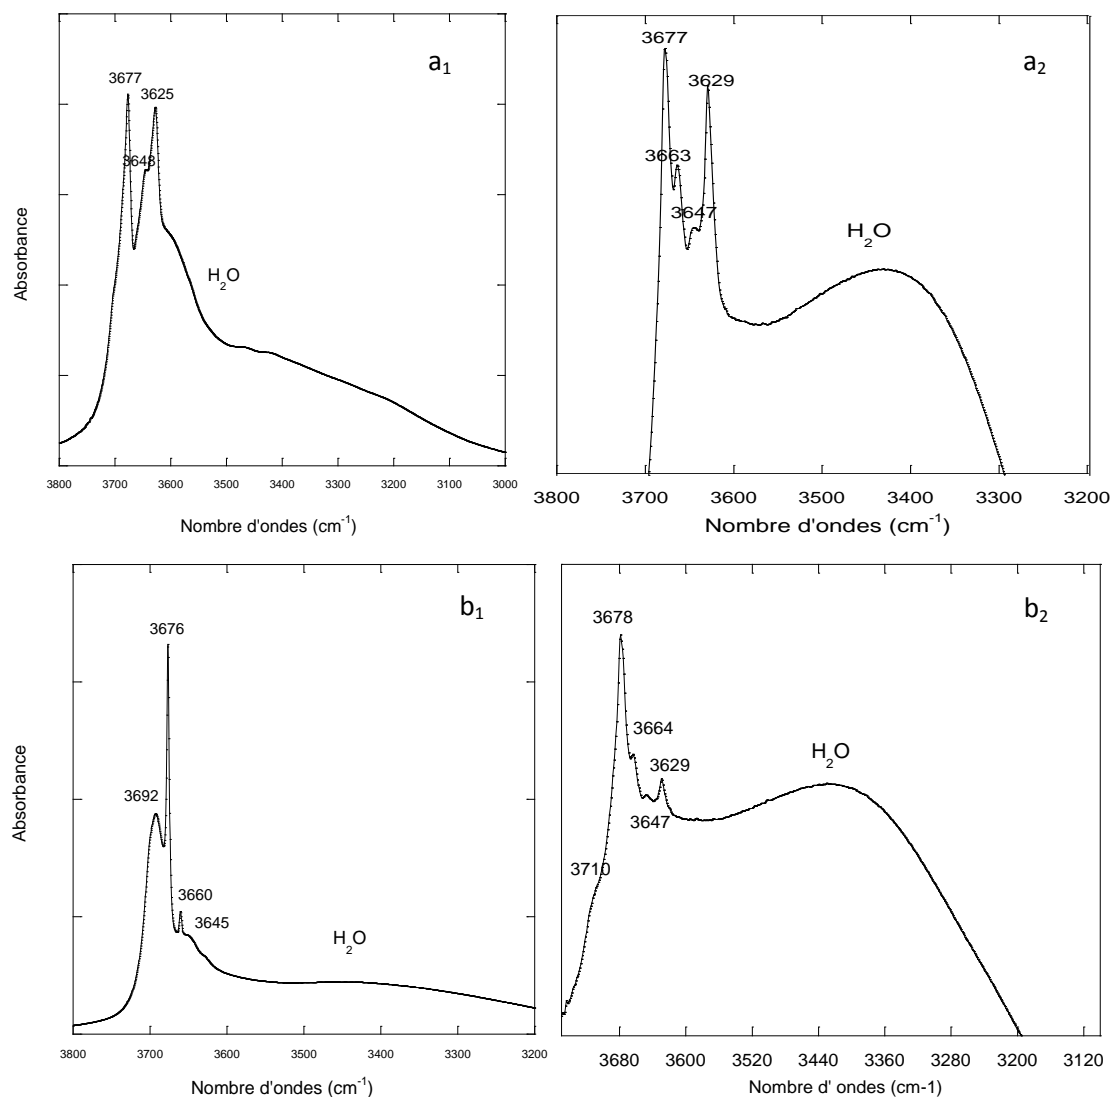 a₁
3677
3625
3648
H₂O
Absorbance
3800 3700 3600 3500 3400 3300 3200 3100 3000
Nombre d'ondes (cm⁻¹)
a₂
3677
3629
3663
3647
H₂O
3800 3700 3600 3500 3400 3300 3200
Nombre d'ondes (cm⁻¹)
b₁
3676
3692
3660
3645
H₂O
Absorbance
3800 3700 3600 3500 3400 3300 3200
Nombre d'ondes (cm⁻¹)
b₂
3678
3664
3629
3647
3710
H₂O
3680 3600 3520 3440 3360 3280 3200 3120
Nombre d' ondes (cm-1)